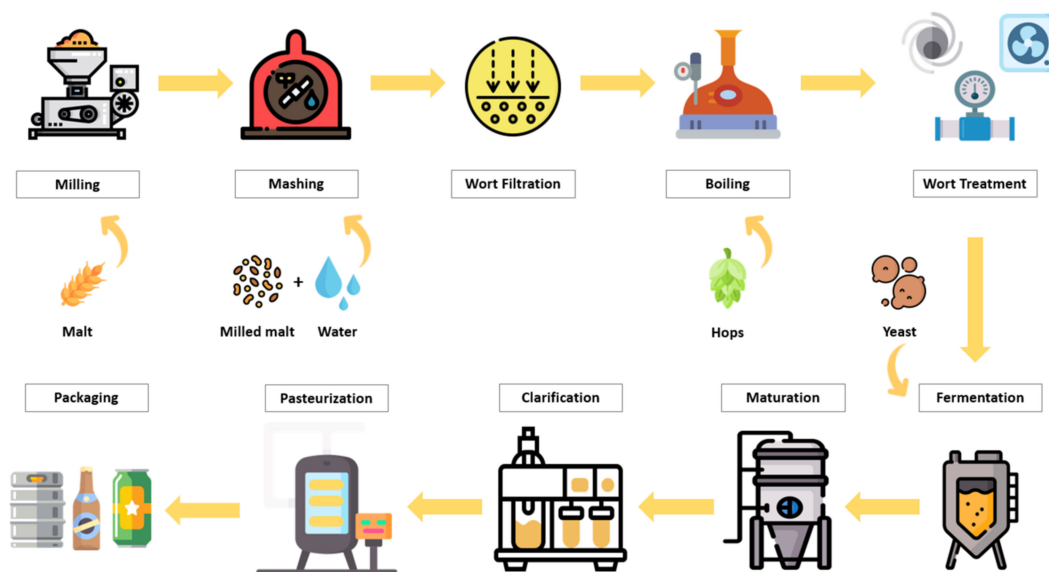 Milling
Mashing
Wort Filtration
Boiling
Wort Treatment
Malt
Milled malt + Water
Hops
Yeast
Packaging
Pasteurization
Clarification
Maturation
Fermentation